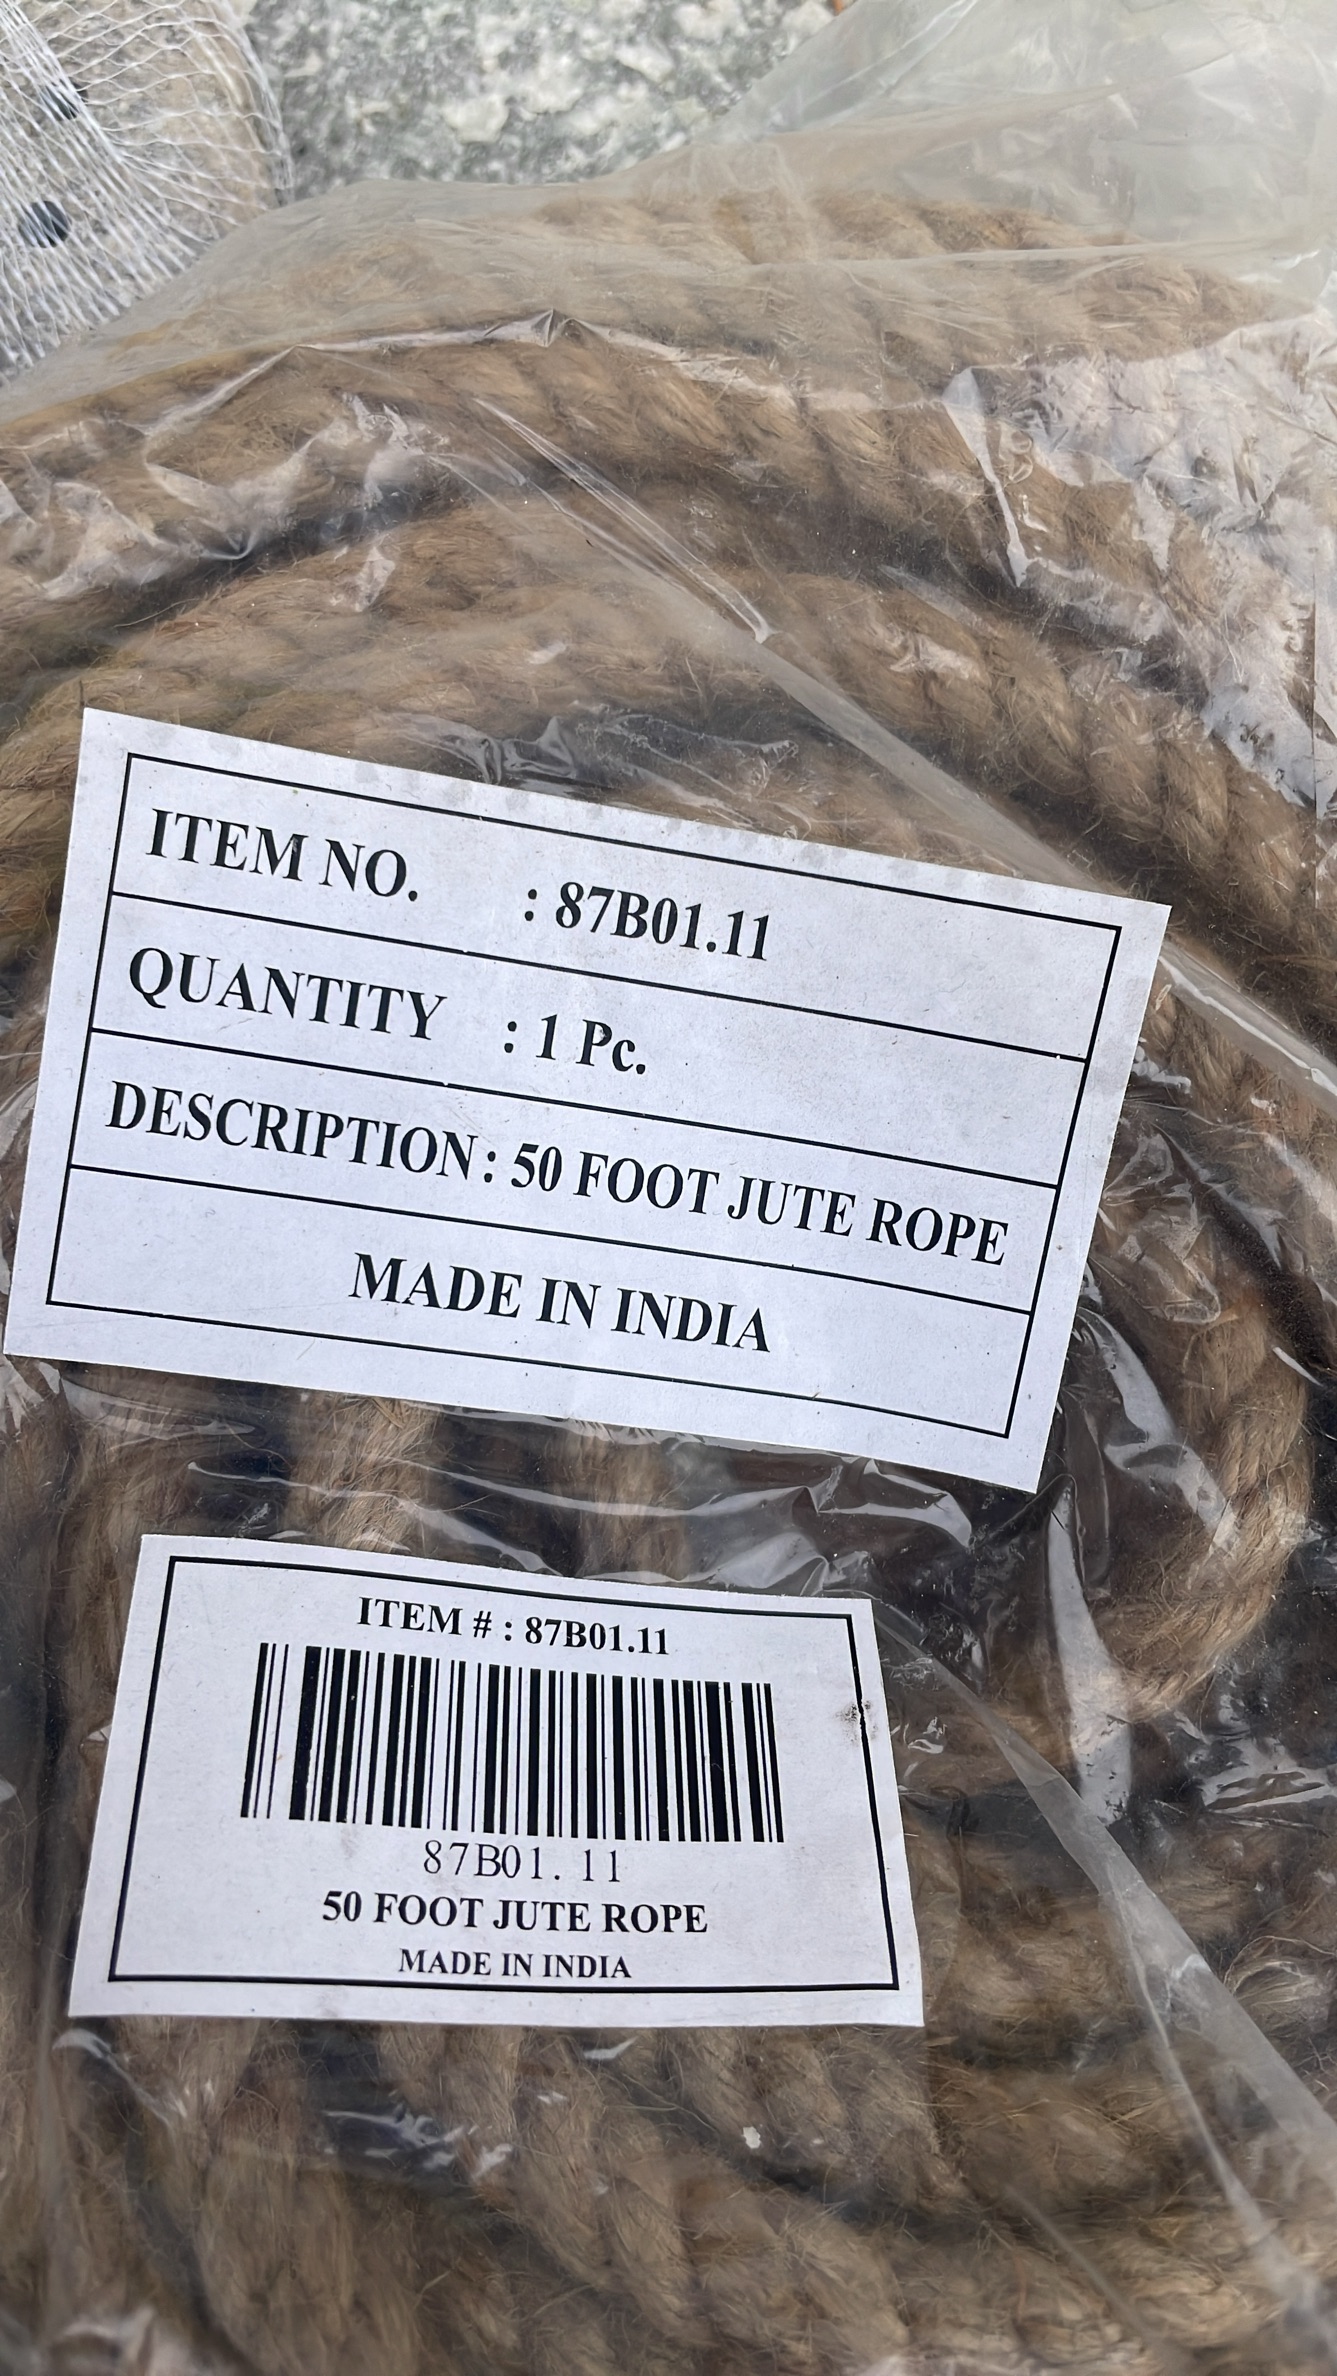 ITEM NO. : 87B01.11
QUANTITY : 1 Pc.
DESCRIPTION : 50 FOOT JUTE ROPE
MADE IN INDIA
ITEM # : 87B01.11
87B01.11
50 FOOT JUTE ROPE
MADE IN INDIA